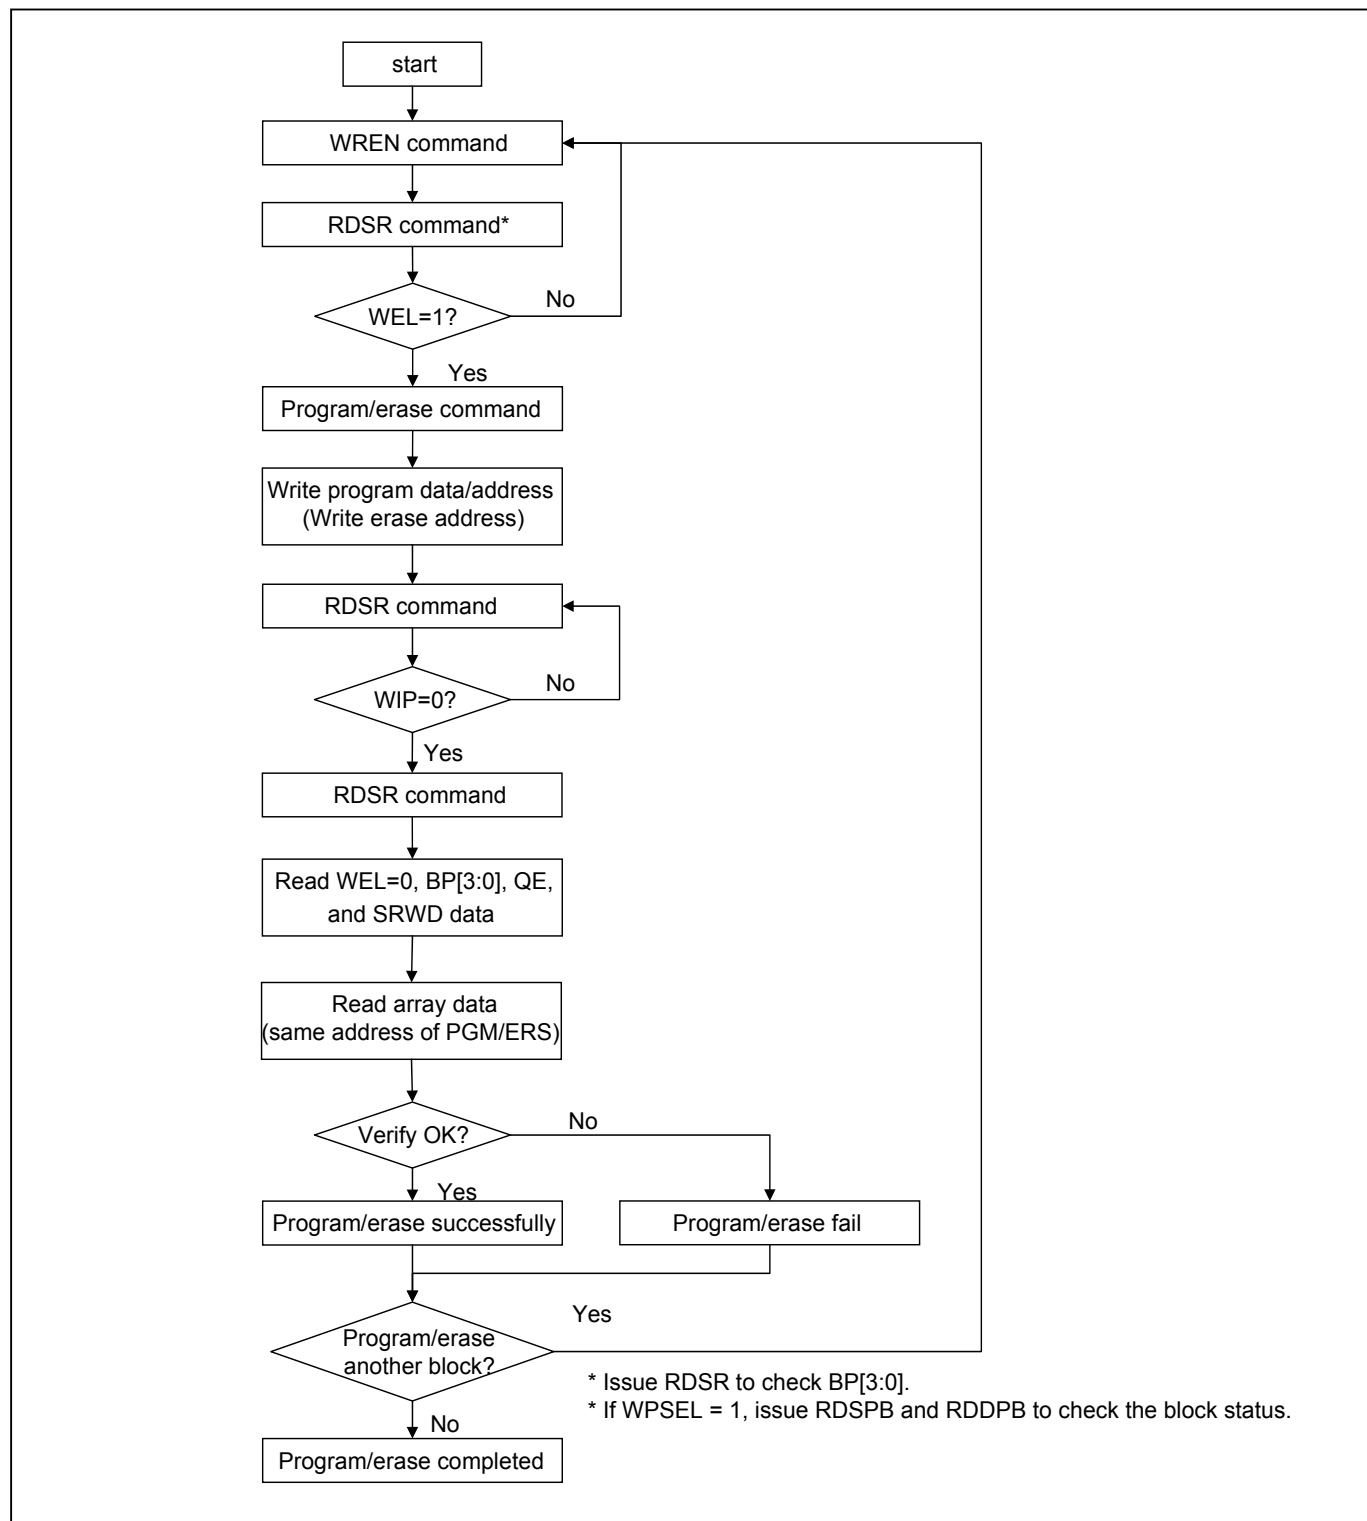 start
WREN command
RDSR command*
WEL=1?
No
Yes
Program/erase command
Write program data/address
(Write erase address)
RDSR command
WIP=0?
No
Yes
RDSR command
Read WEL=0, BP[3:0], QE,
and SRWD data
Read array data
(same address of PGM/ERS)
Verify OK?
No
Yes
Program/erase successfully
Program/erase fail
Program/erase
another block?
Yes
* Issue RDSR to check BP[3:0].
* If WPSEL = 1, issue RDSPB and RDDPB to check the block status.
No
Program/erase completed